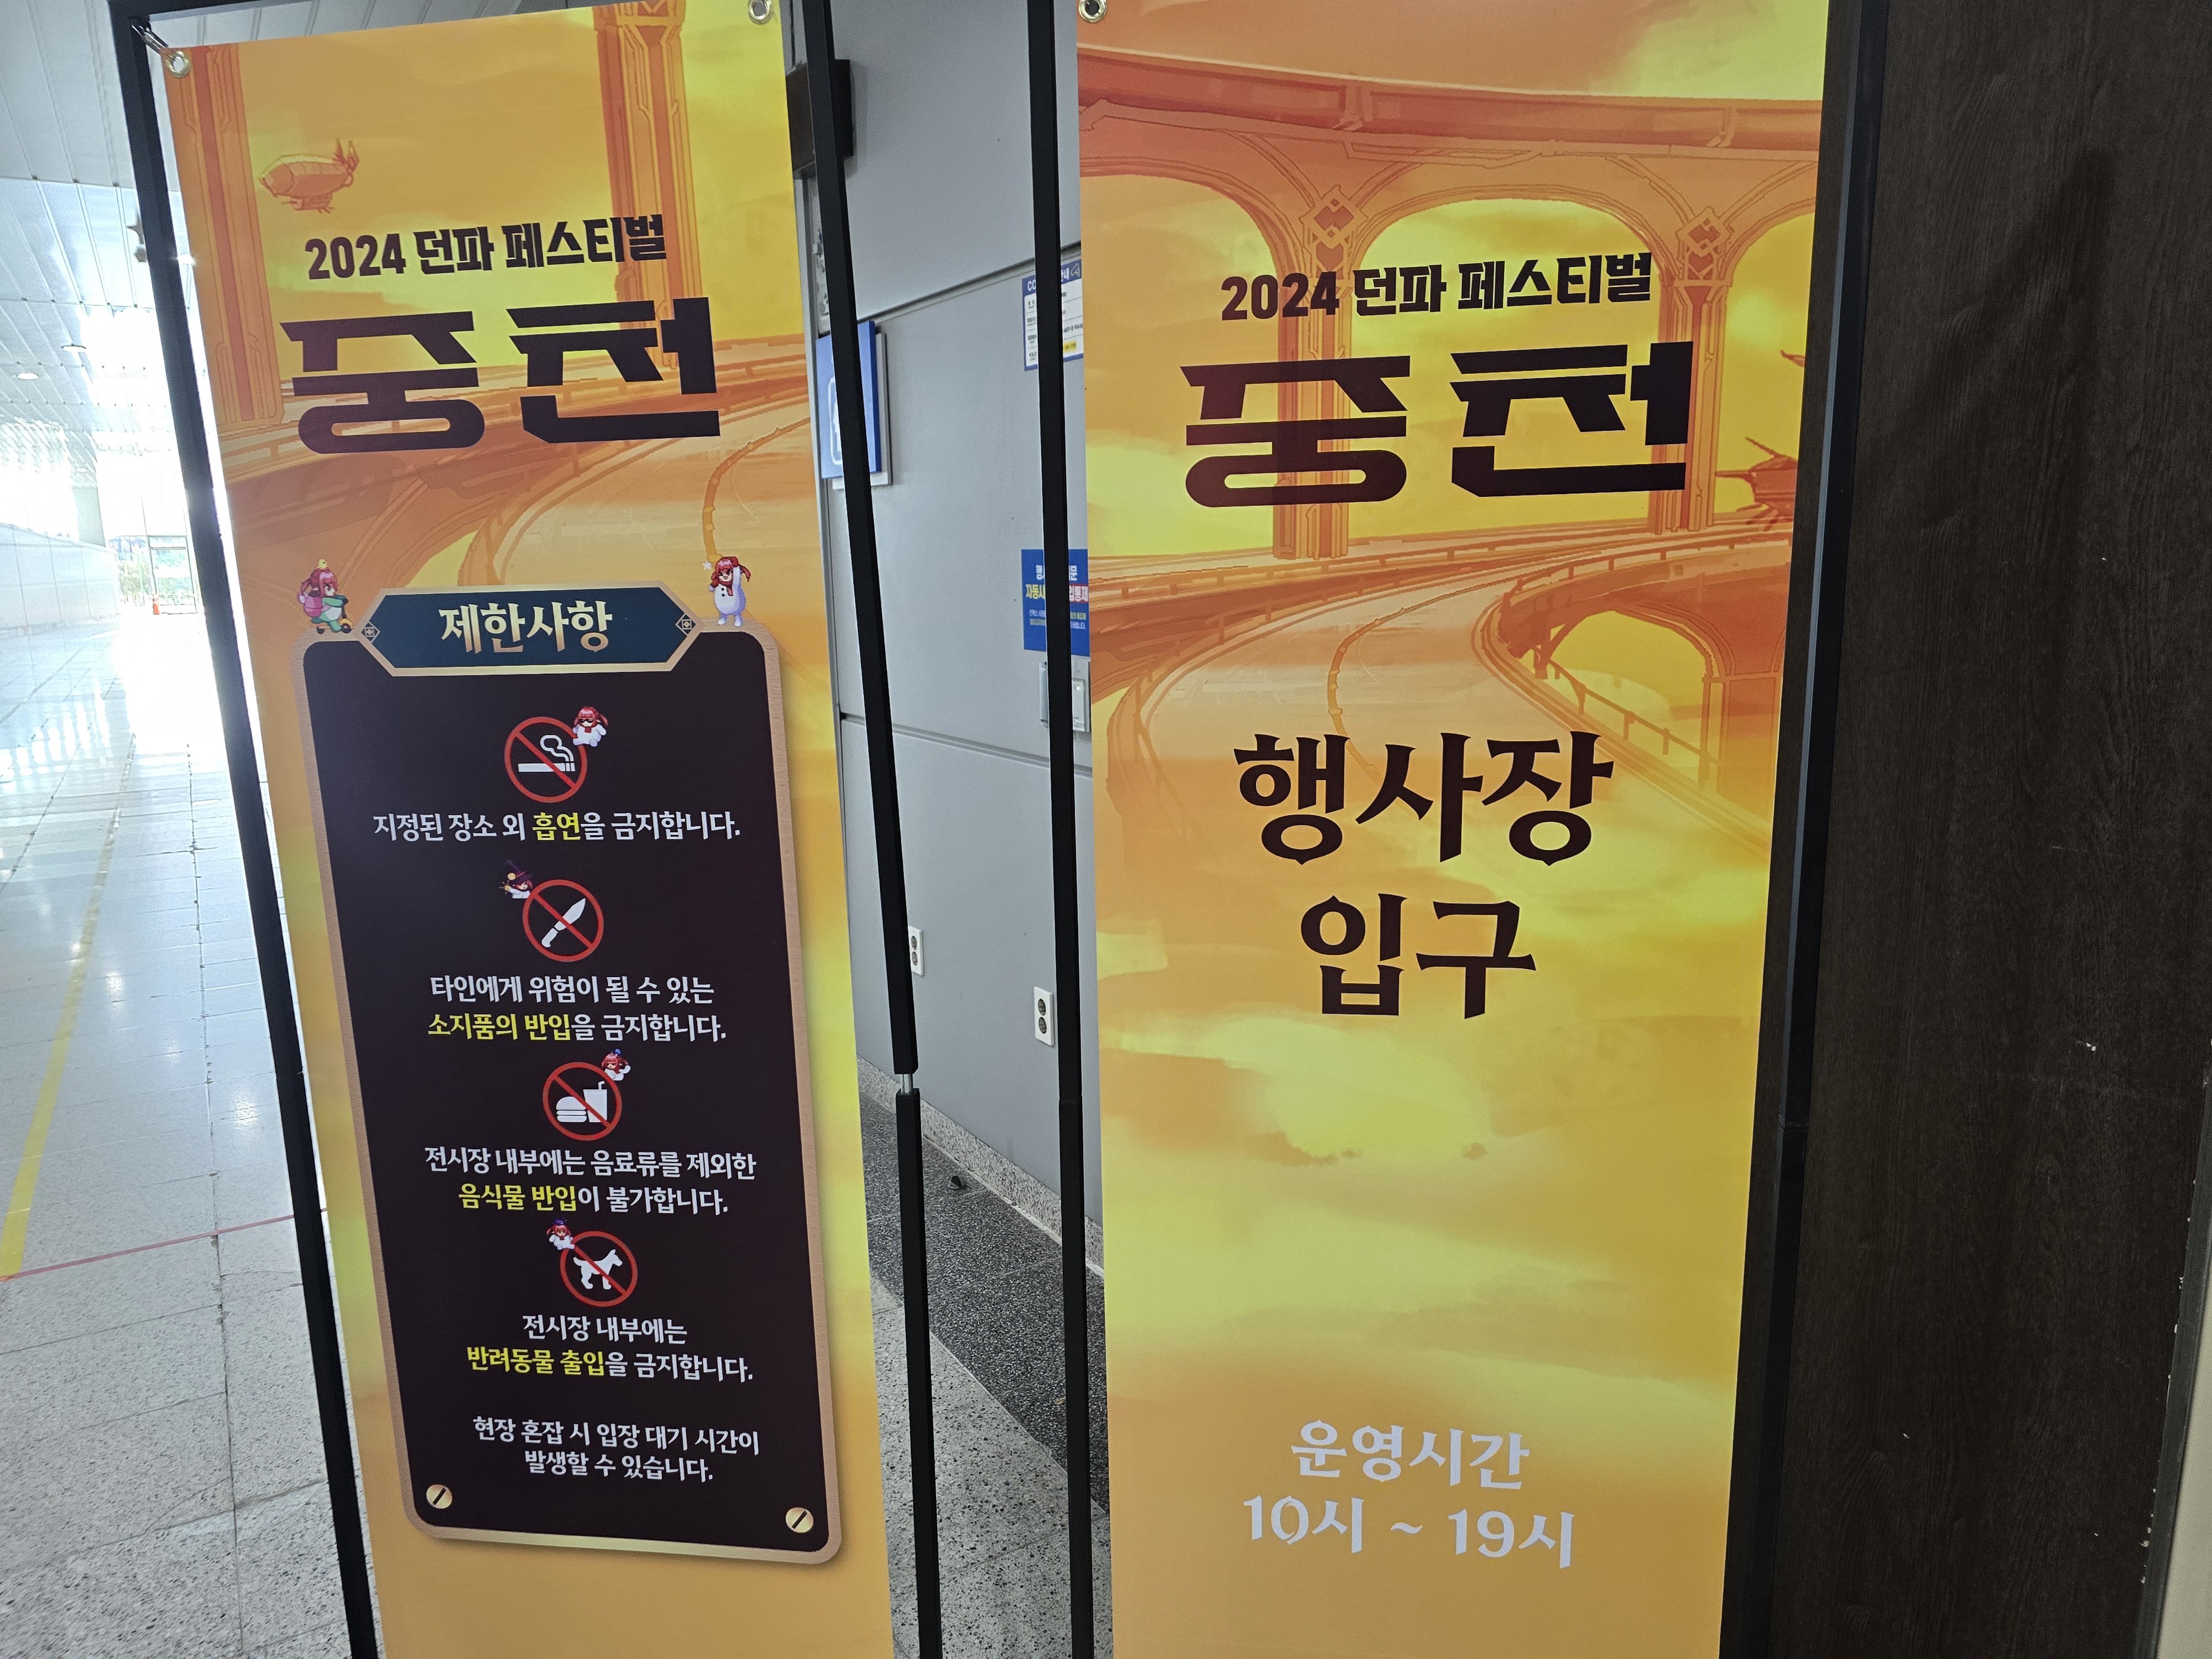 2024 던파 페스티벌
중천
제한사항
지정된 장소 외 흡연을 금지합니다.
타인에게 위험이 될 수 있는
소지품의 반입을 금지합니다.
전시장 내부에는 음료류를 제외한
음식물 반입이 불가합니다.
전시장 내부에는
반려동물 출입을 금지합니다.
현장 혼잡 시 입장 대기 시간이
발생할 수 있습니다.
2024 던파 페스티벌
중천
행사장
입구
운영시간
10시 ~ 19시